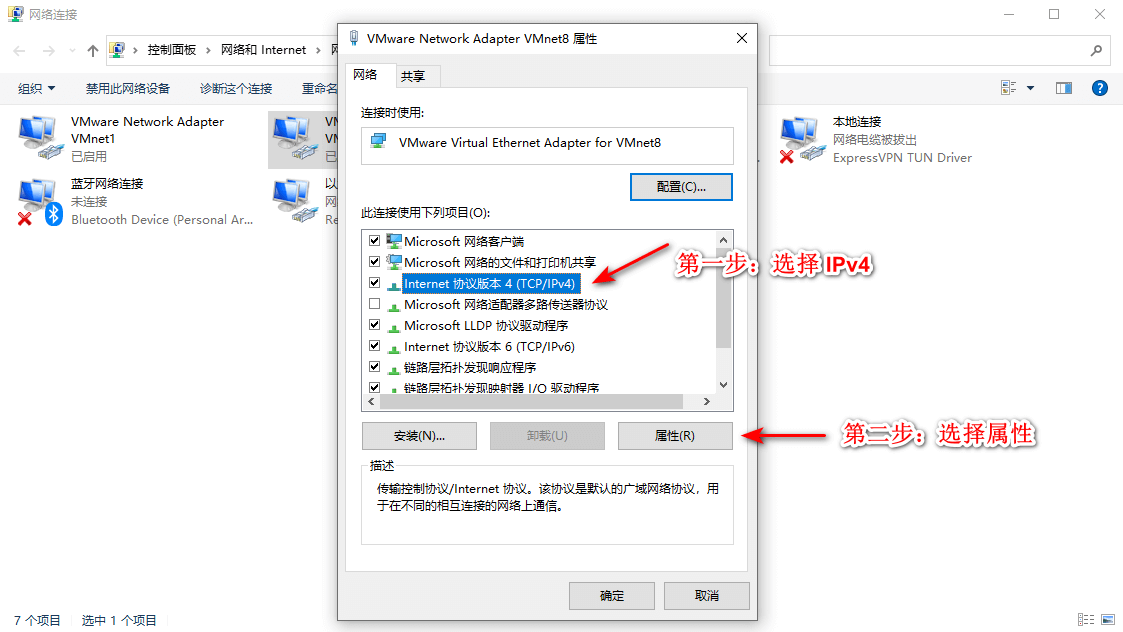 网络连接
控制面板 网络和 Internet
组织 禁用此网络设备 诊断这个连接 重命名
VMware Network Adapter
VMnet1
已启用
蓝牙网络连接
未连接
Bluetooth Device (Personal Ar...
VMware Network Adapter VMnet8 属性
网络 共享
连接时使用:
VMware Virtual Ethernet Adapter for VMnet8
配置(C)...
此连接使用下列项目(O):
Microsoft 网络客户端
Microsoft 网络的文件和打印机共享
Internet 协议版本 4 (TCP/IPv4)
Microsoft 网络适配器多路传送器协议
Microsoft LLDP 协议驱动程序
Internet 协议版本 6 (TCP/IPv6)
链路层拓扑发现响应程序
链路层拓扑发现映射器 I/O 驱动程序
安装(N)... 卸载(U) 属性(R)
描述
传输控制协议/Internet 协议。该协议是默认的广域网络协议，用
于在不同的相互连接的网络上通信。
确定 取消
第一步：选择 IPv4
第二步：选择属性
本地连接
网络电缆被拔出
ExpressVPN TUN Driver
7 个项目 选中 1 个项目